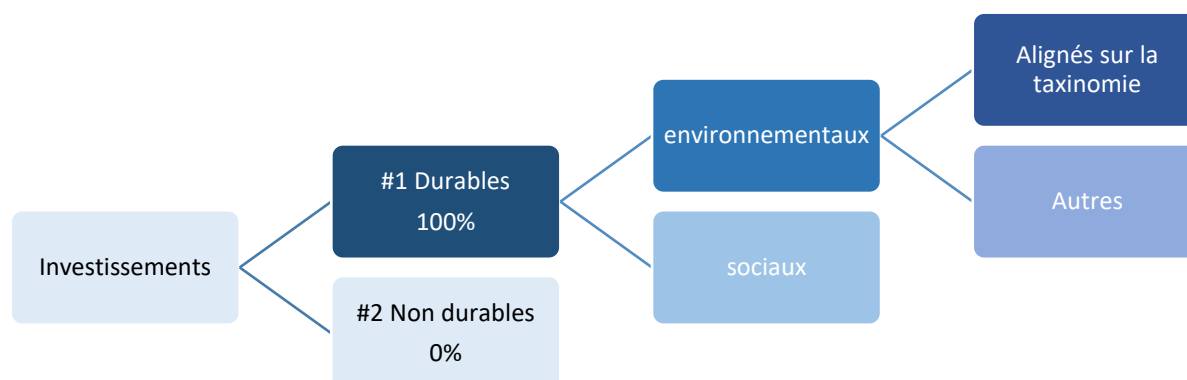 Investissements
#1 Durables
100%
#2 Non durables
0%
environnementaux
sociaux
Alignés sur la
taxinomie
Autres